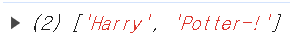 ▶ (2) ['Harry', 'Potter-!']